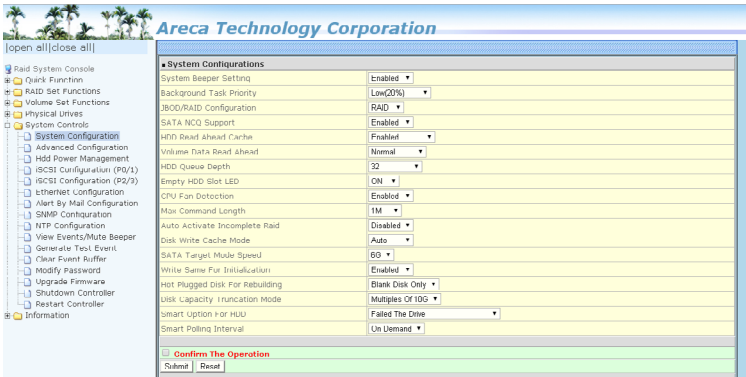 Areca Technology Corporation
|open all|close all|
Raid System Console
Quick Function
RAID Set Functions
Volume Set Functions
Physical Drives
System Controls
System Configuration
Advanced Configuration
Hdd Power Management
iSCSI Configuration (P0/1)
iSCSI Configuration (P2/3)
EtherNet Configuration
Alert By Mail Configuration
SNMP Configuration
NTP Configuration
View Events/Mute Beeper
Generate Test Event
Clear Event Buffer
Modify Password
Upgrade Firmware
Shutdown Controller
Restart Controller
Information
System Configurations
System Beeper Setting Enabled
Background Task Priority Low(20%)
JBOD/RAID Configuration RAID
SATA NCQ Support Enabled
HDD Read Ahead Cache Enabled
Volume Data Read Ahead Normal
HDD Queue Depth 32
Empty HDD Slot LED ON
CPU Fan Detection Enabled
Max Command Length 1M
Auto Activate Incomplete Raid Disabled
Disk Write Cache Mode Auto
SATA Target Mode Speed 6G
Write Same For Initialization Enabled
Hot Plugged Disk For Rebuilding Blank Disk Only
Disk Capacity Truncation Mode Multiples Of 10G
Smart Option For HDD Failed The Drive
Smart Polling Interval On Demand
Confirm The Operation
Submit Reset